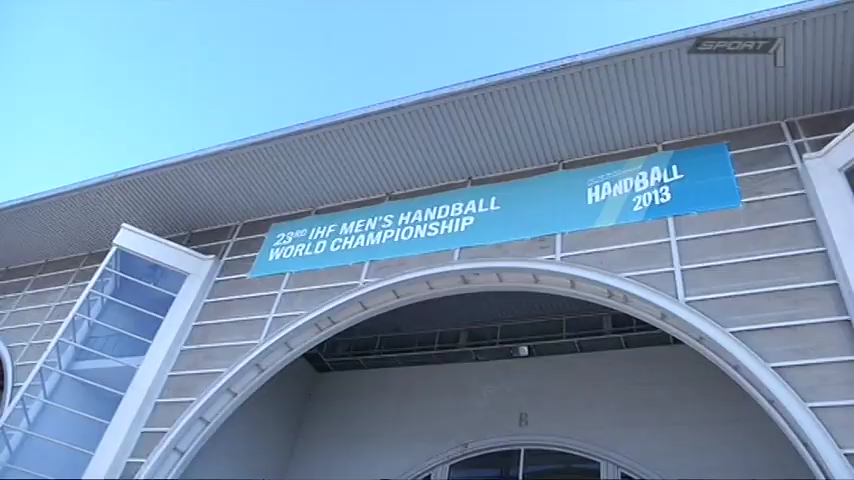 SPORT 1
23RD IHF MEN'S HANDBALL
WORLD CHAMPIONSHIP
HANDBALL
2013
B